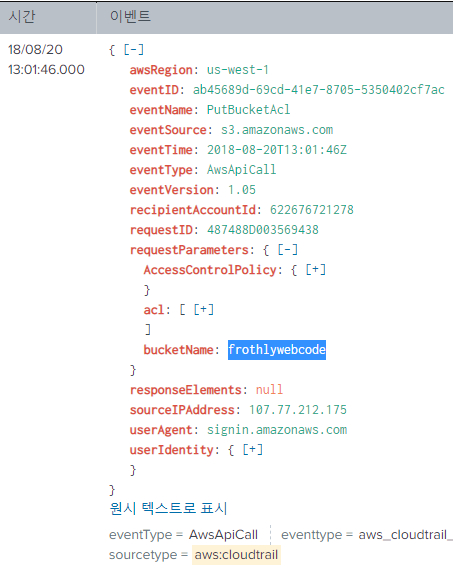 시간 이벤트
18/08/20 { [-]
13:01:46.000 awsRegion: us-west-1
eventID: ab45689d-69cd-41e7-8705-5350402cf7ac
eventName: PutBucketAcl
eventSource: s3.amazonaws.com
eventTime: 2018-08-20T13:01:46Z
eventType: AwsApiCall
eventVersion: 1.05
recipientAccountId: 622676721278
requestID: 487488D003569438
requestParameters: { [-]
AccessControlPolicy: { [+]
}
acl: [ [+]
]
bucketName: frothlywebcode
}
responseElements: null
sourceIPAddress: 107.77.212.175
userAgent: signin.amazonaws.com
userIdentity: { [+]
}
}
원시 텍스트로 표시
eventType = AwsApiCall eventtype = aws_cloudtrail_
sourcetype = aws:cloudtrail